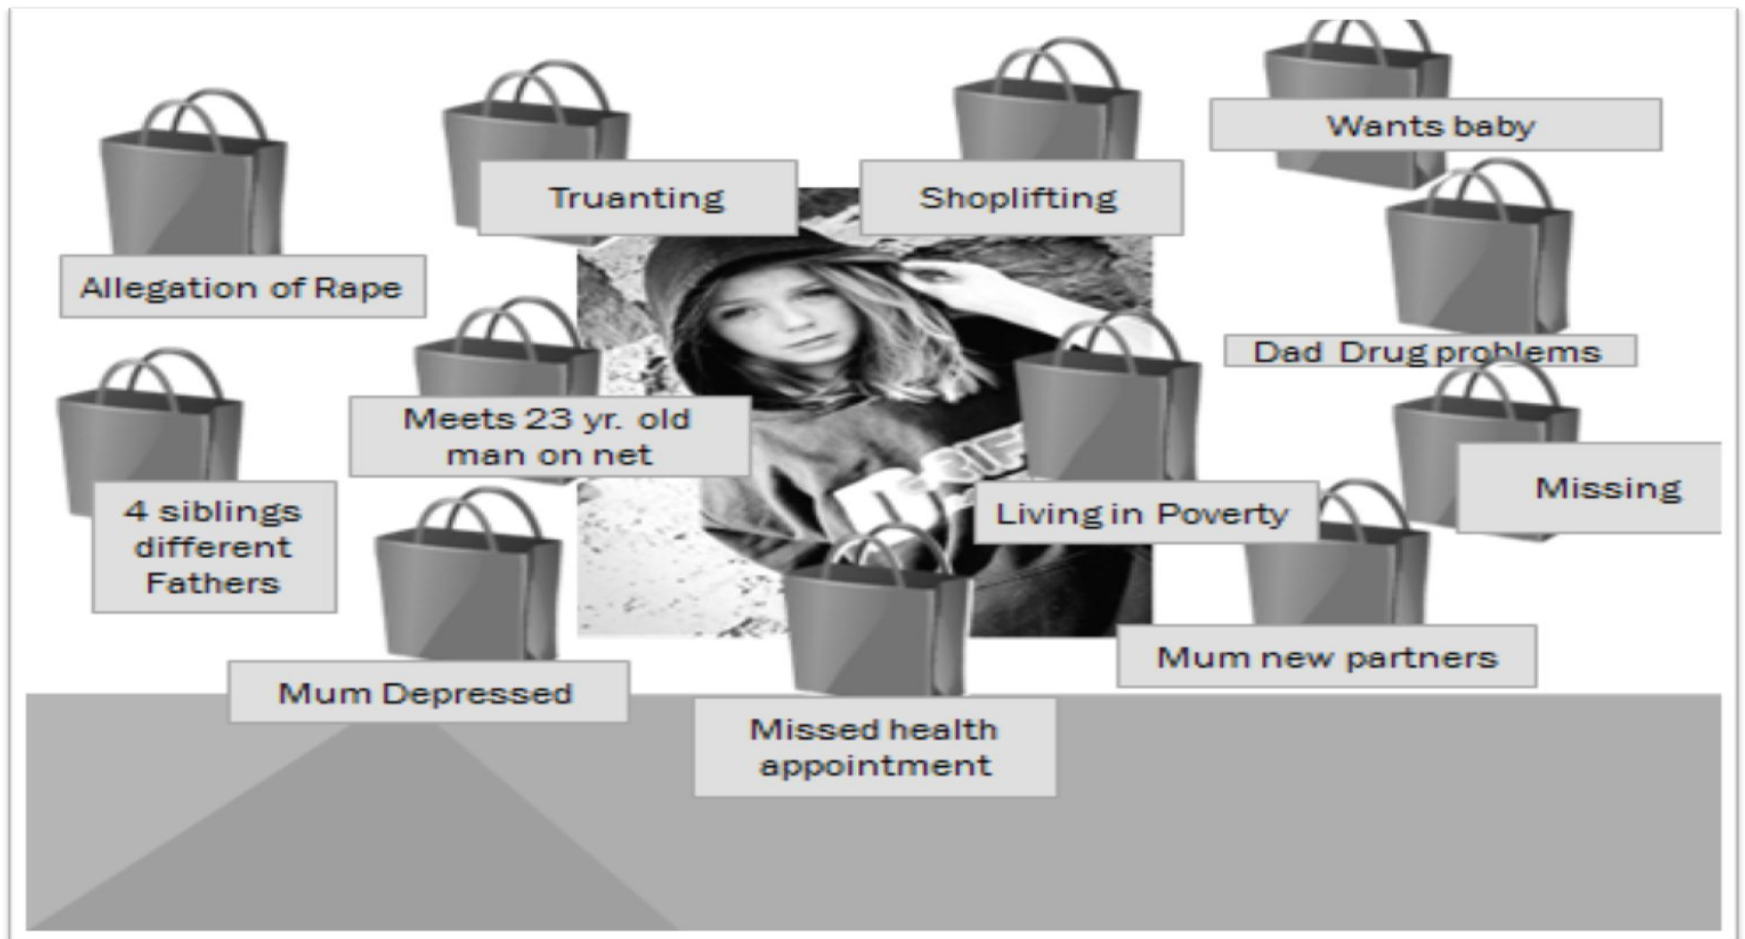 Wants baby
Truanting
Shoplifting
Allegation of Rape
Dad Drug problems
Meets 23 yr. old
man on net
Missing
4 siblings
different
Fathers
Living in Poverty
Mum new partners
Mum Depressed
Missed health
appointment